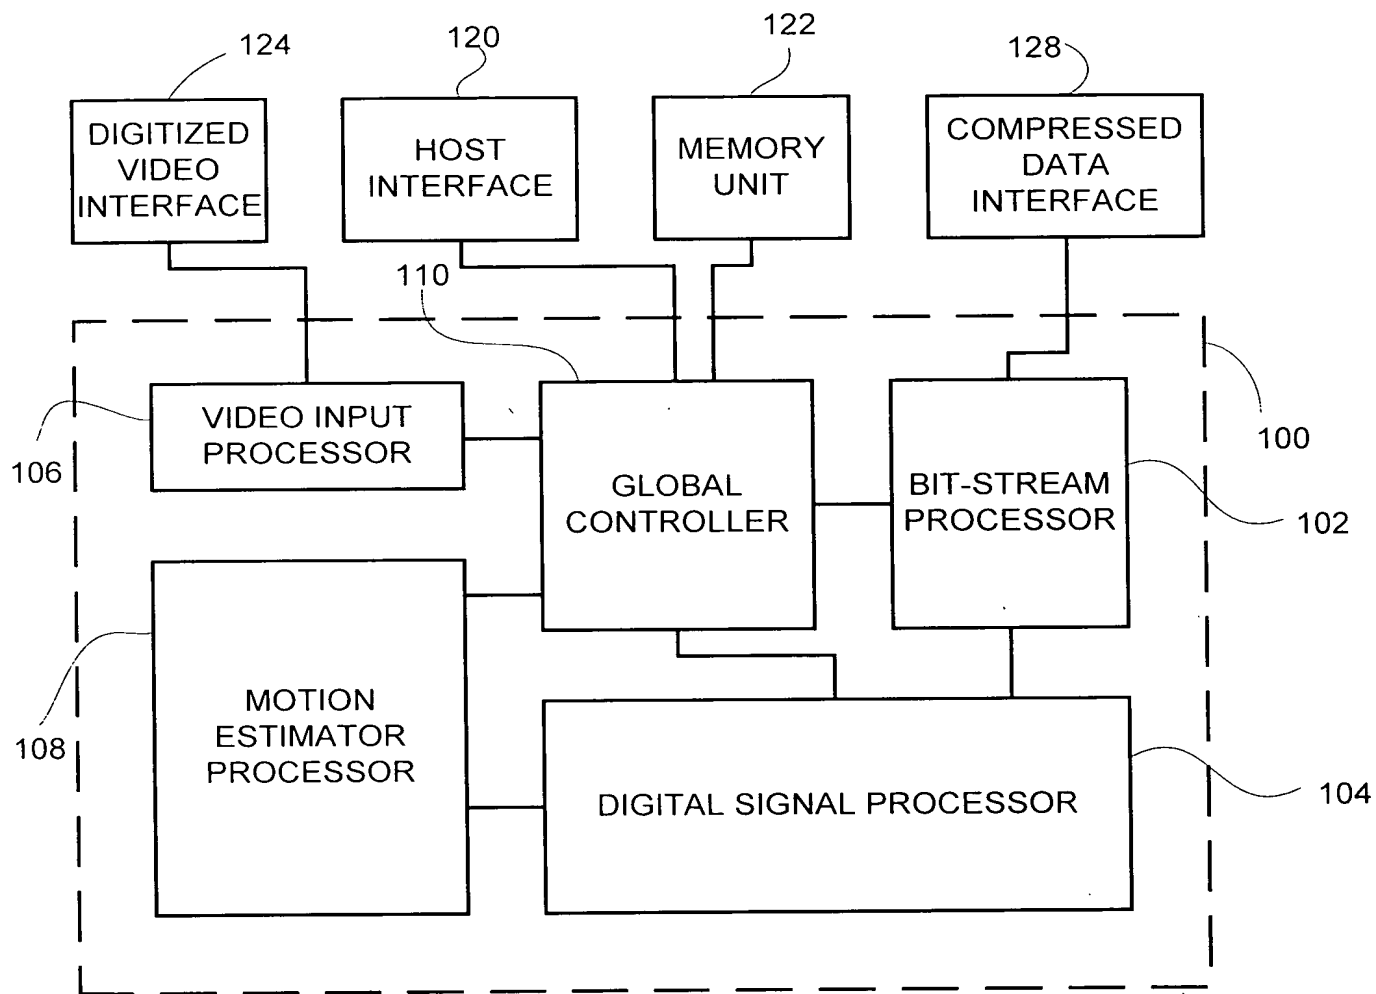 124
120
122
128
DIGITIZED
VIDEO
INTERFACE
HOST
INTERFACE
MEMORY
UNIT
COMPRESSED
DATA
INTERFACE
110
VIDEO INPUT
PROCESSOR
106
GLOBAL
CONTROLLER
BIT-STREAM
PROCESSOR
100
102
MOTION
ESTIMATOR
PROCESSOR
108
DIGITAL SIGNAL PROCESSOR
104